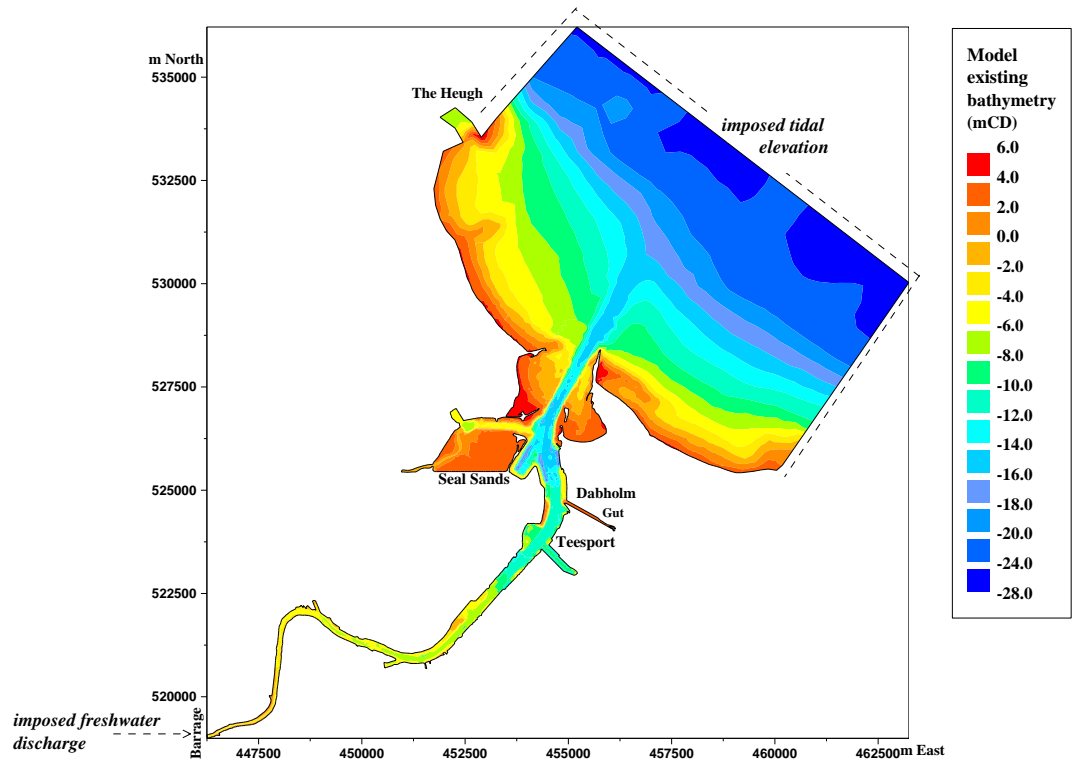 m North
535000
532500
530000
527500
525000
522500
520000
The Heugh
imposed tidal
elevation
Seal Sands
Dabholm
Gut
Teesport
imposed freshwater
discharge
Barrage
447500
450000
452500
455000
457500
460000
462500
m East
Model
existing
bathymetry
(mCD)
6.0
4.0
2.0
0.0
-2.0
-4.0
-6.0
-8.0
-10.0
-12.0
-14.0
-16.0
-18.0
-20.0
-24.0
-28.0